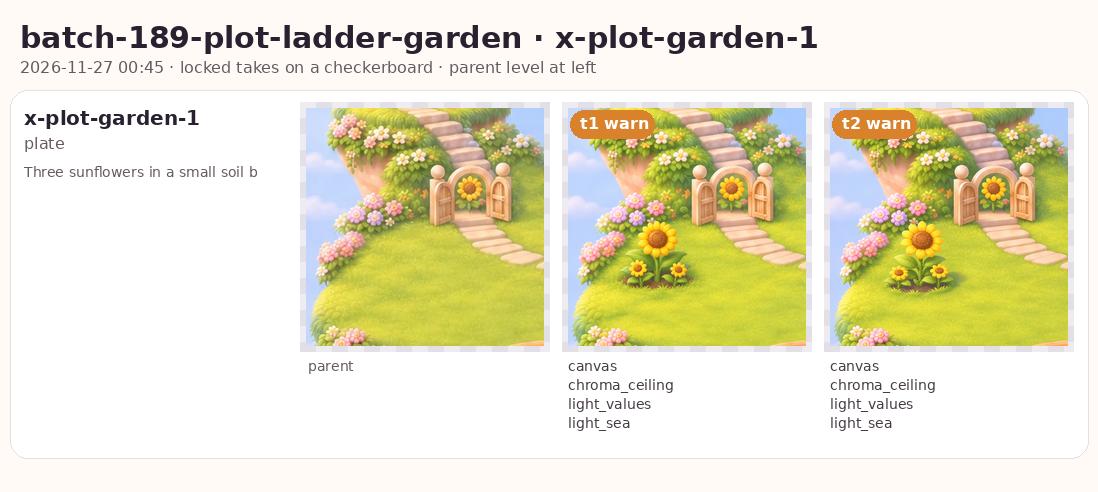 batch-189-plot-ladder-garden · x-plot-garden-1
2026-11-27 00:45 · locked takes on a checkerboard · parent level at left
x-plot-garden-1
plate
Three sunflowers in a small soil b
parent
t1 warn
canvas
chroma_ceiling
light_values
light_sea
t2 warn
canvas
chroma_ceiling
light_values
light_sea